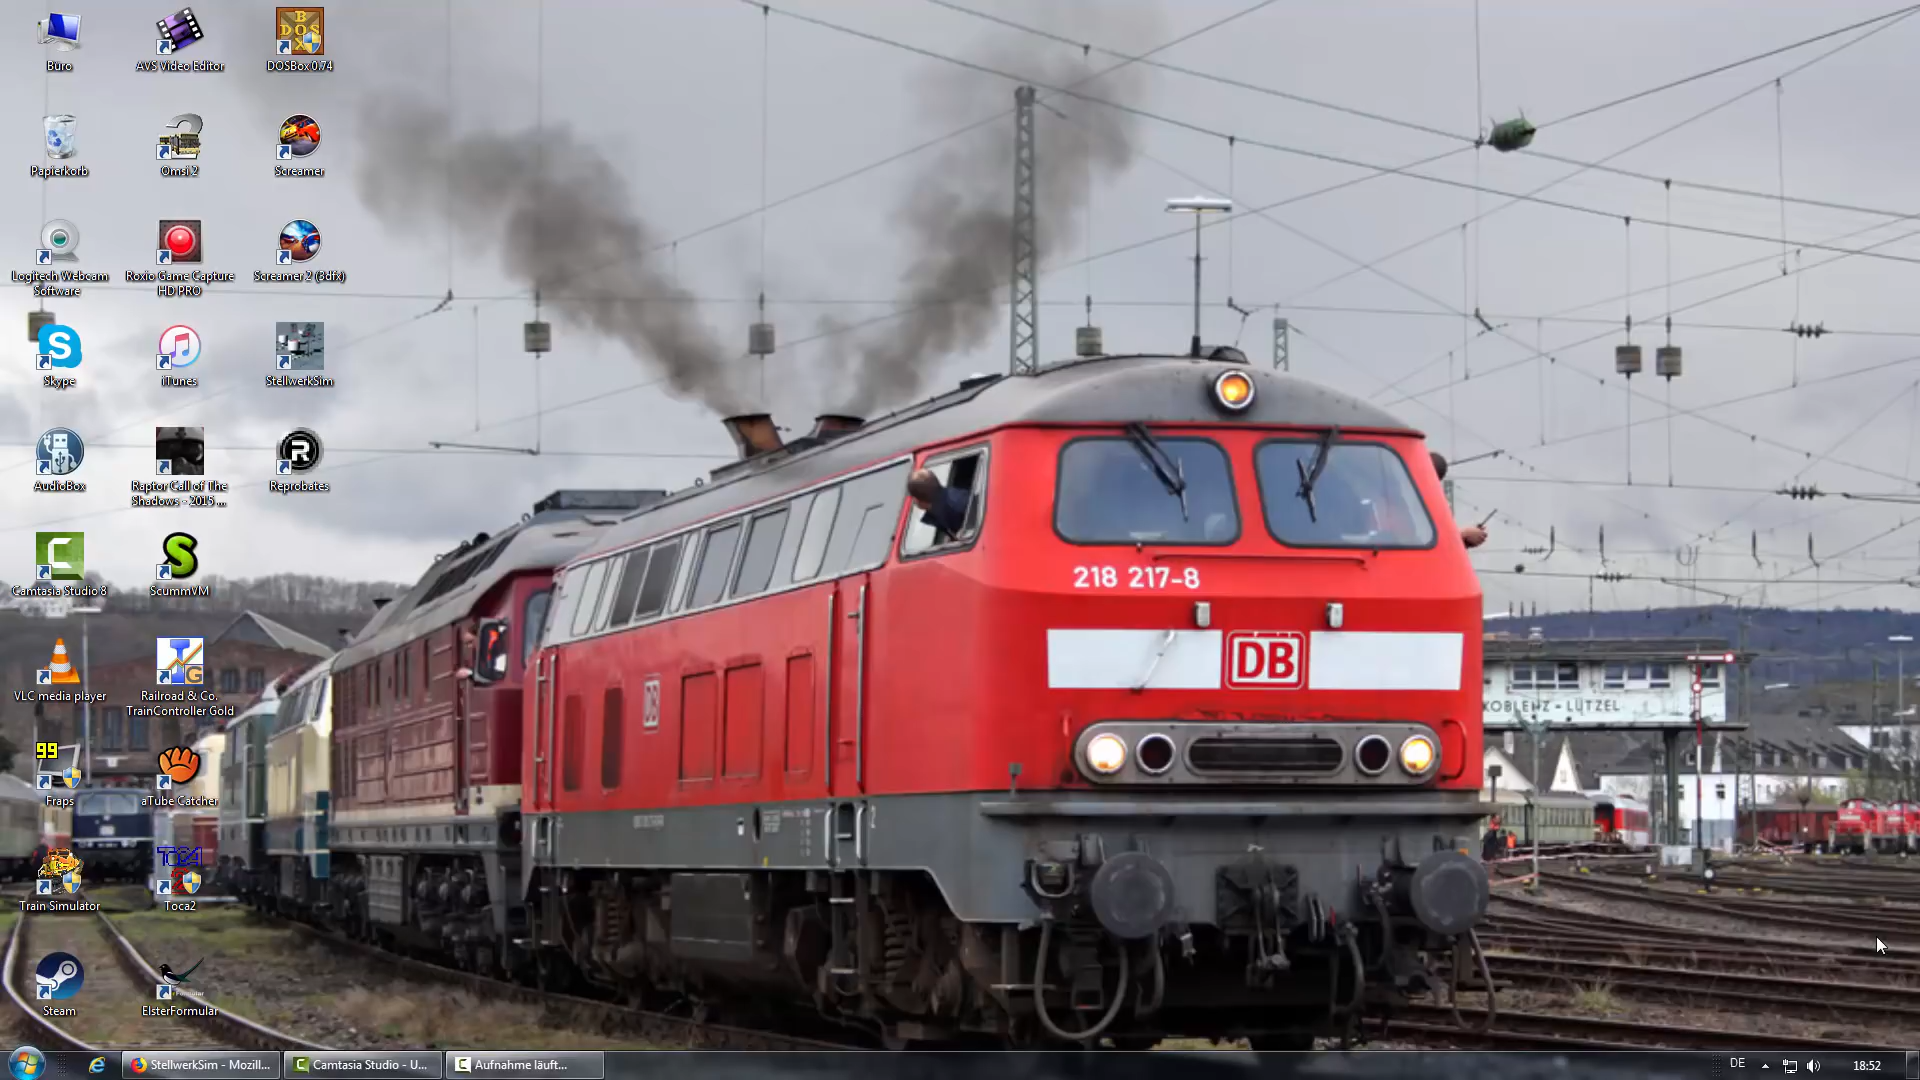 Büro
AVS Video Editor
DOSBox 0.74
Papierkorb
Omsi 2
Screamer
Logitech Webcam
Software
Roxio Game Capture
HD PRO
Screamer 2 (3dfx)
Skype
iTunes
StellwerkSim
AudioBox
Raptor Call of The
Shadows - 2015 ...
Reprobates
Camtasia Studio 8
ScummVM
VLC media player
Railroad & Co.
TrainController Gold
99
Fraps
aTube Catcher
Train Simulator
Toca2
Steam
ElsterFormular
218 217-8
DB
DB
KOBLENZ-LÜTZEL
StellwerkSim - Mozill...
Camtasia Studio - U...
Aufnahme läuft...
DE
18:52